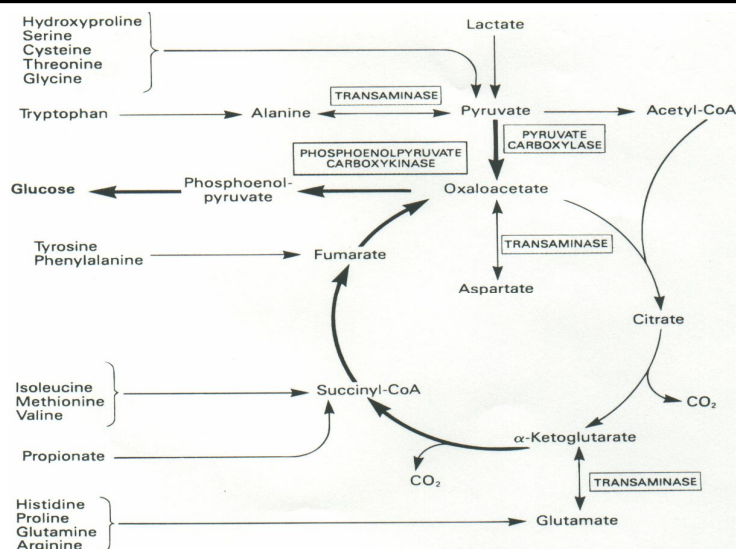 Hydroxyproline
Serine
Cysteine
Threonine
Glycine
Lactate
Tryptophan
Alanine
TRANSAMINASE
Pyruvate
Acetyl-CoA
PYRUVATE
CARBOXYLASE
PHOSPHOENOLPYRUVATE
CARBOXYKINASE
Glucose
Phosphoenol-
pyruvate
Oxaloacetate
TRANSAMINASE
Tyrosine
Phenylalanine
Fumarate
Aspartate
Citrate
Isoleucine
Methionine
Valine
Succinyl-CoA
CO₂
Propionate
α-Ketoglutarate
CO₂
TRANSAMINASE
Histidine
Proline
Glutamine
Arginine
Glutamate